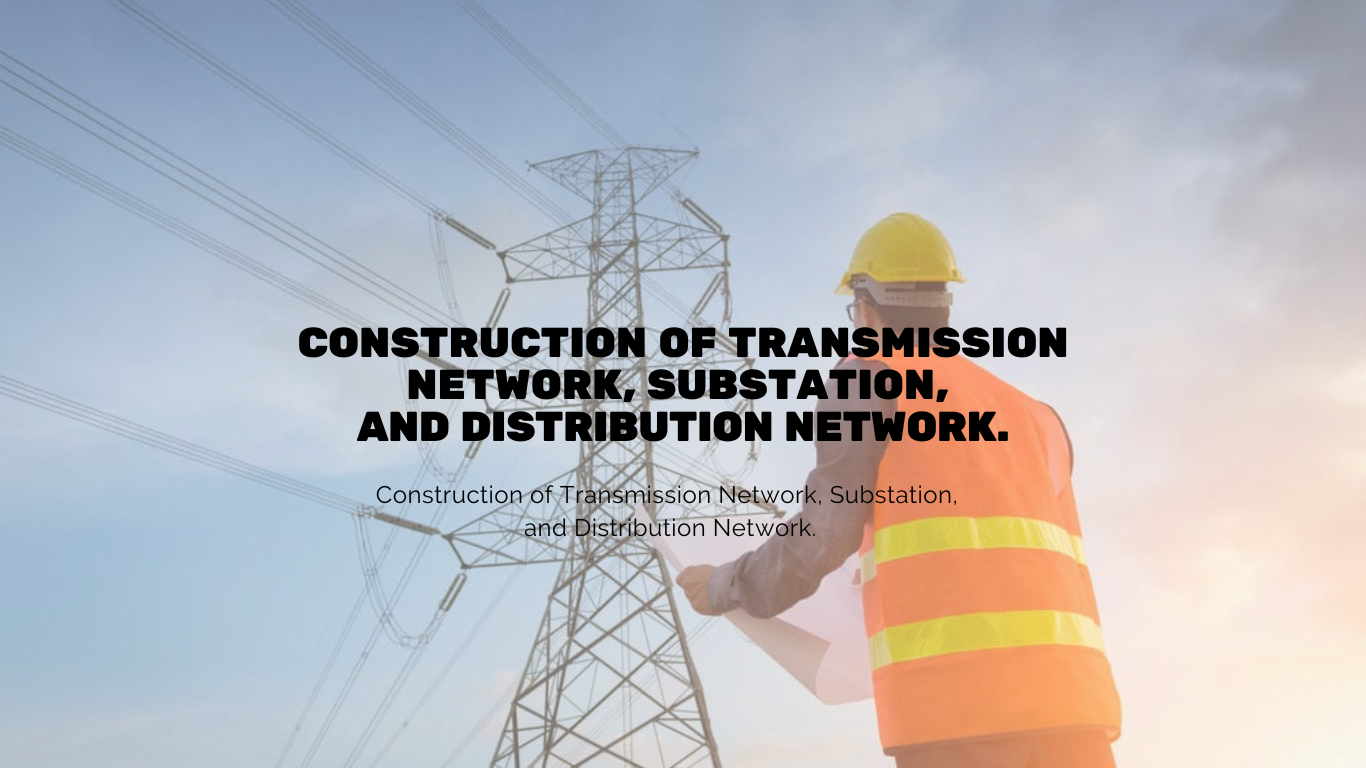 CONSTRUCTION OF TRANSMISSION
NETWORK, SUBSTATION,
AND DISTRIBUTION NETWORK.
Construction of Transmission Network, Substation,
and Distribution Network.